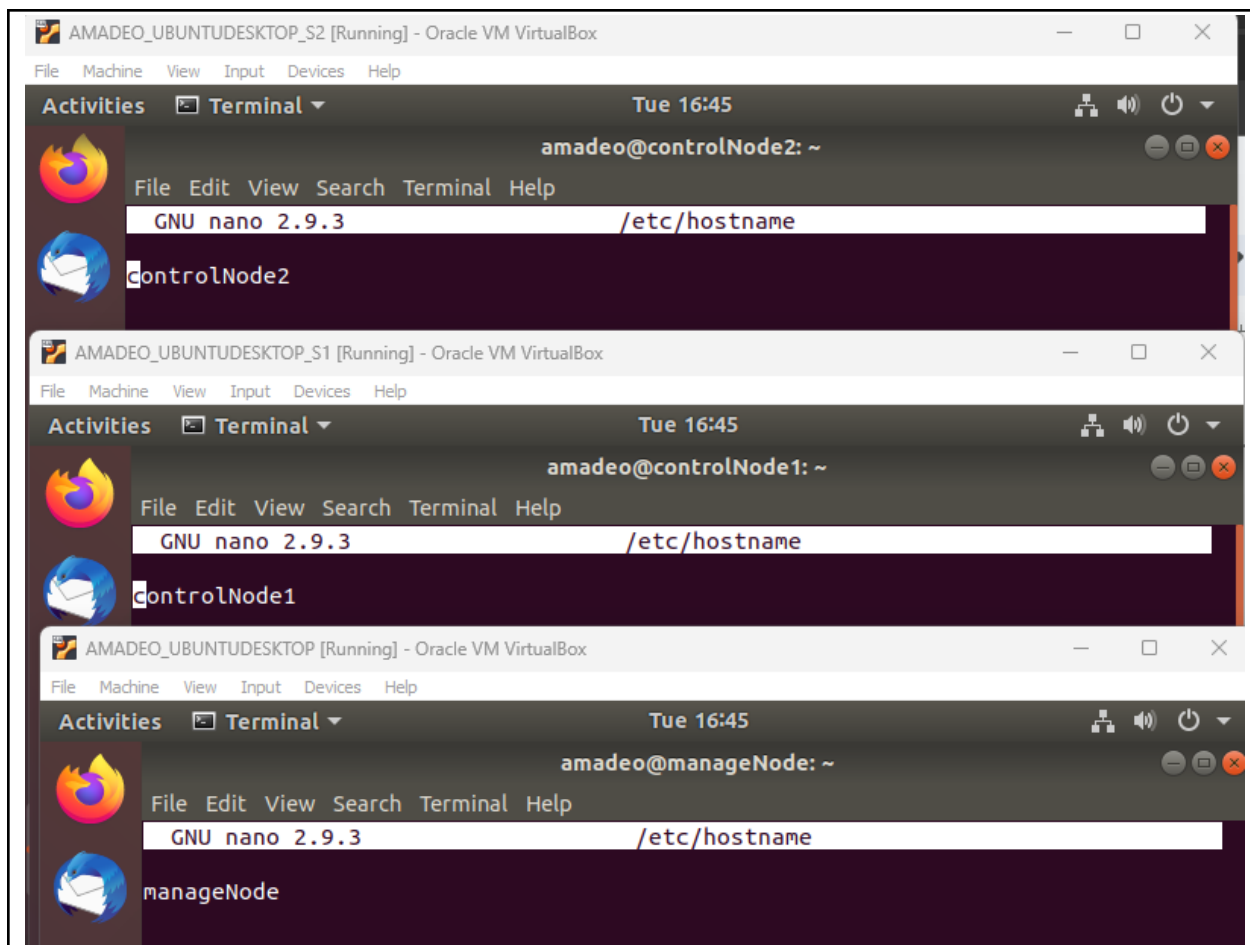 AMADEO_UBUNTUDESKTOP_S2 [Running] - Oracle VM VirtualBox
File Machine View Input Devices Help
Activities Terminal Tue 16:45
amadeo@controlNode2: ~
File Edit View Search Terminal Help
GNU nano 2.9.3 /etc/hostname
controlNode2
AMADEO_UBUNTUDESKTOP_S1 [Running] - Oracle VM VirtualBox
File Machine View Input Devices Help
Activities Terminal Tue 16:45
amadeo@controlNode1: ~
File Edit View Search Terminal Help
GNU nano 2.9.3 /etc/hostname
controlNode1
AMADEO_UBUNTUDESKTOP [Running] - Oracle VM VirtualBox
File Machine View Input Devices Help
Activities Terminal Tue 16:45
amadeo@manageNode: ~
File Edit View Search Terminal Help
GNU nano 2.9.3 /etc/hostname
manageNode